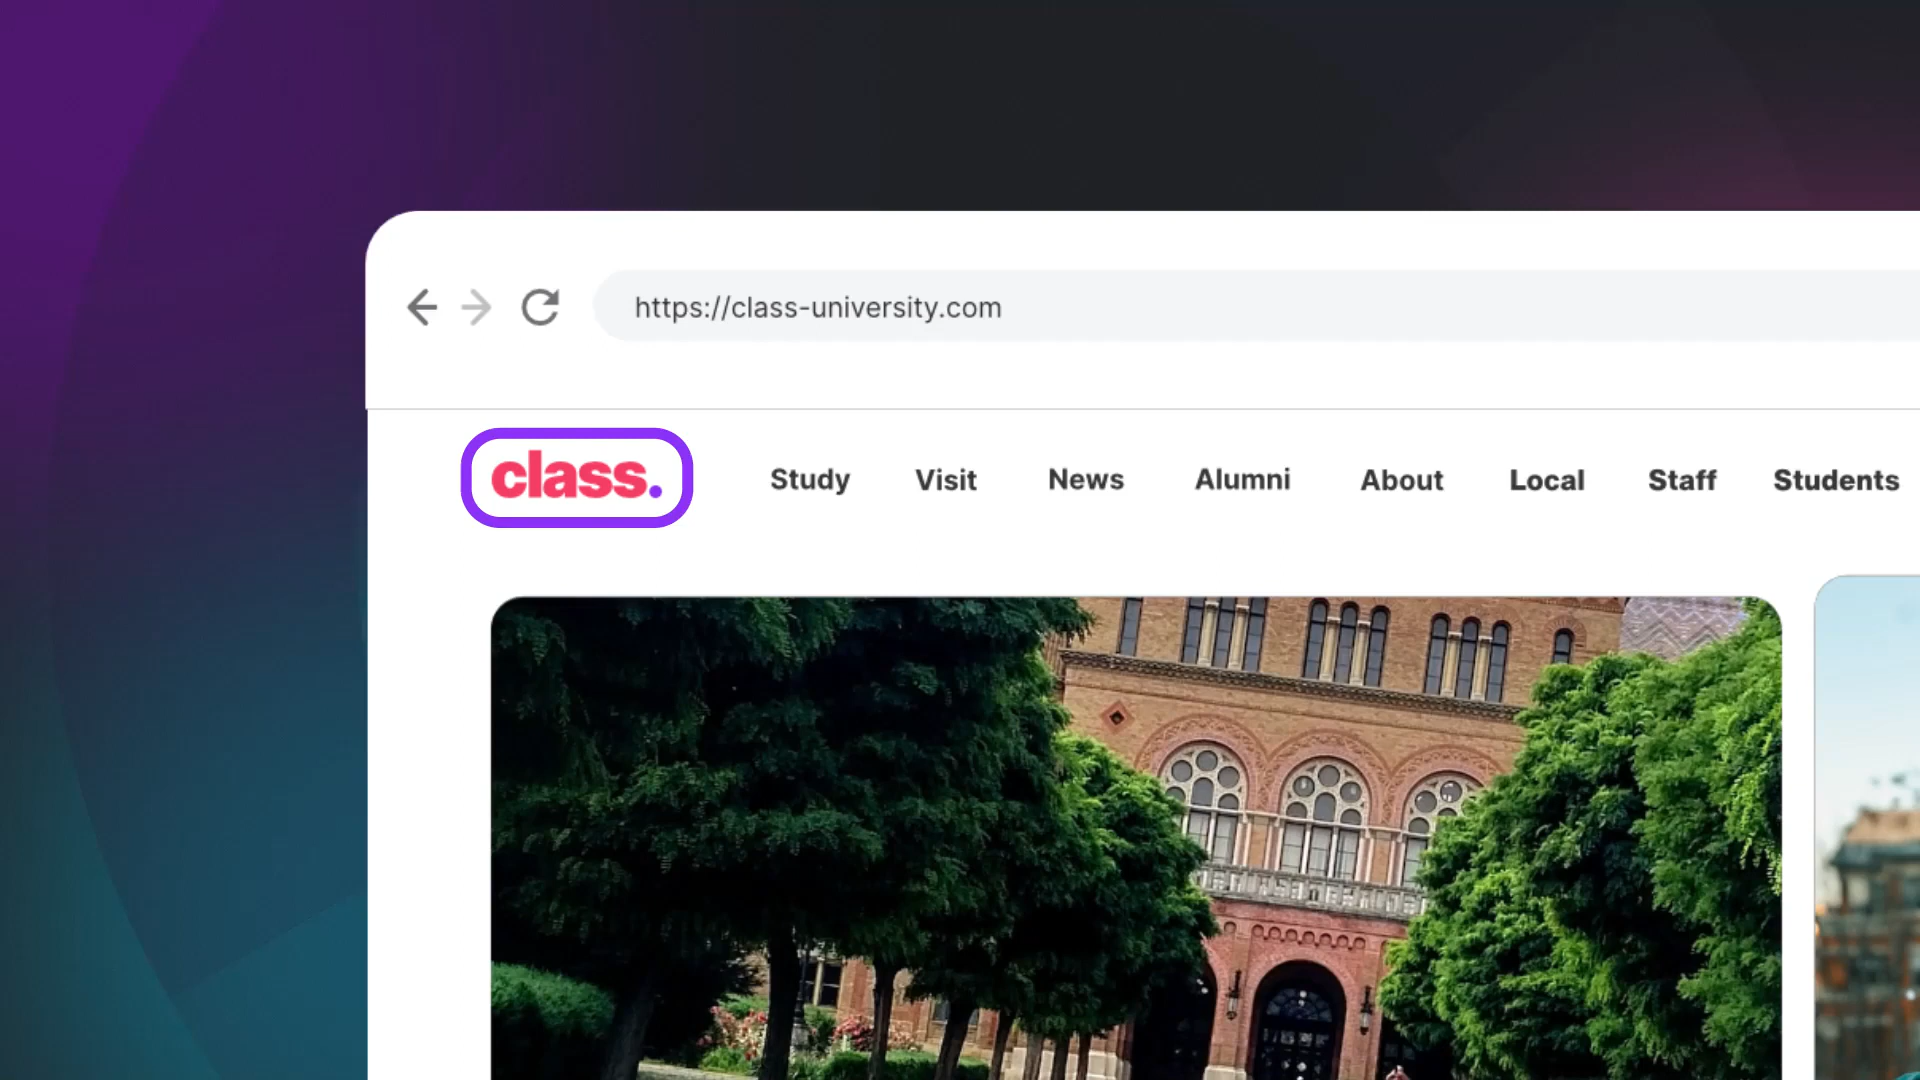 https://class-university.com
class. Study Visit News Alumni About Local Staff Students